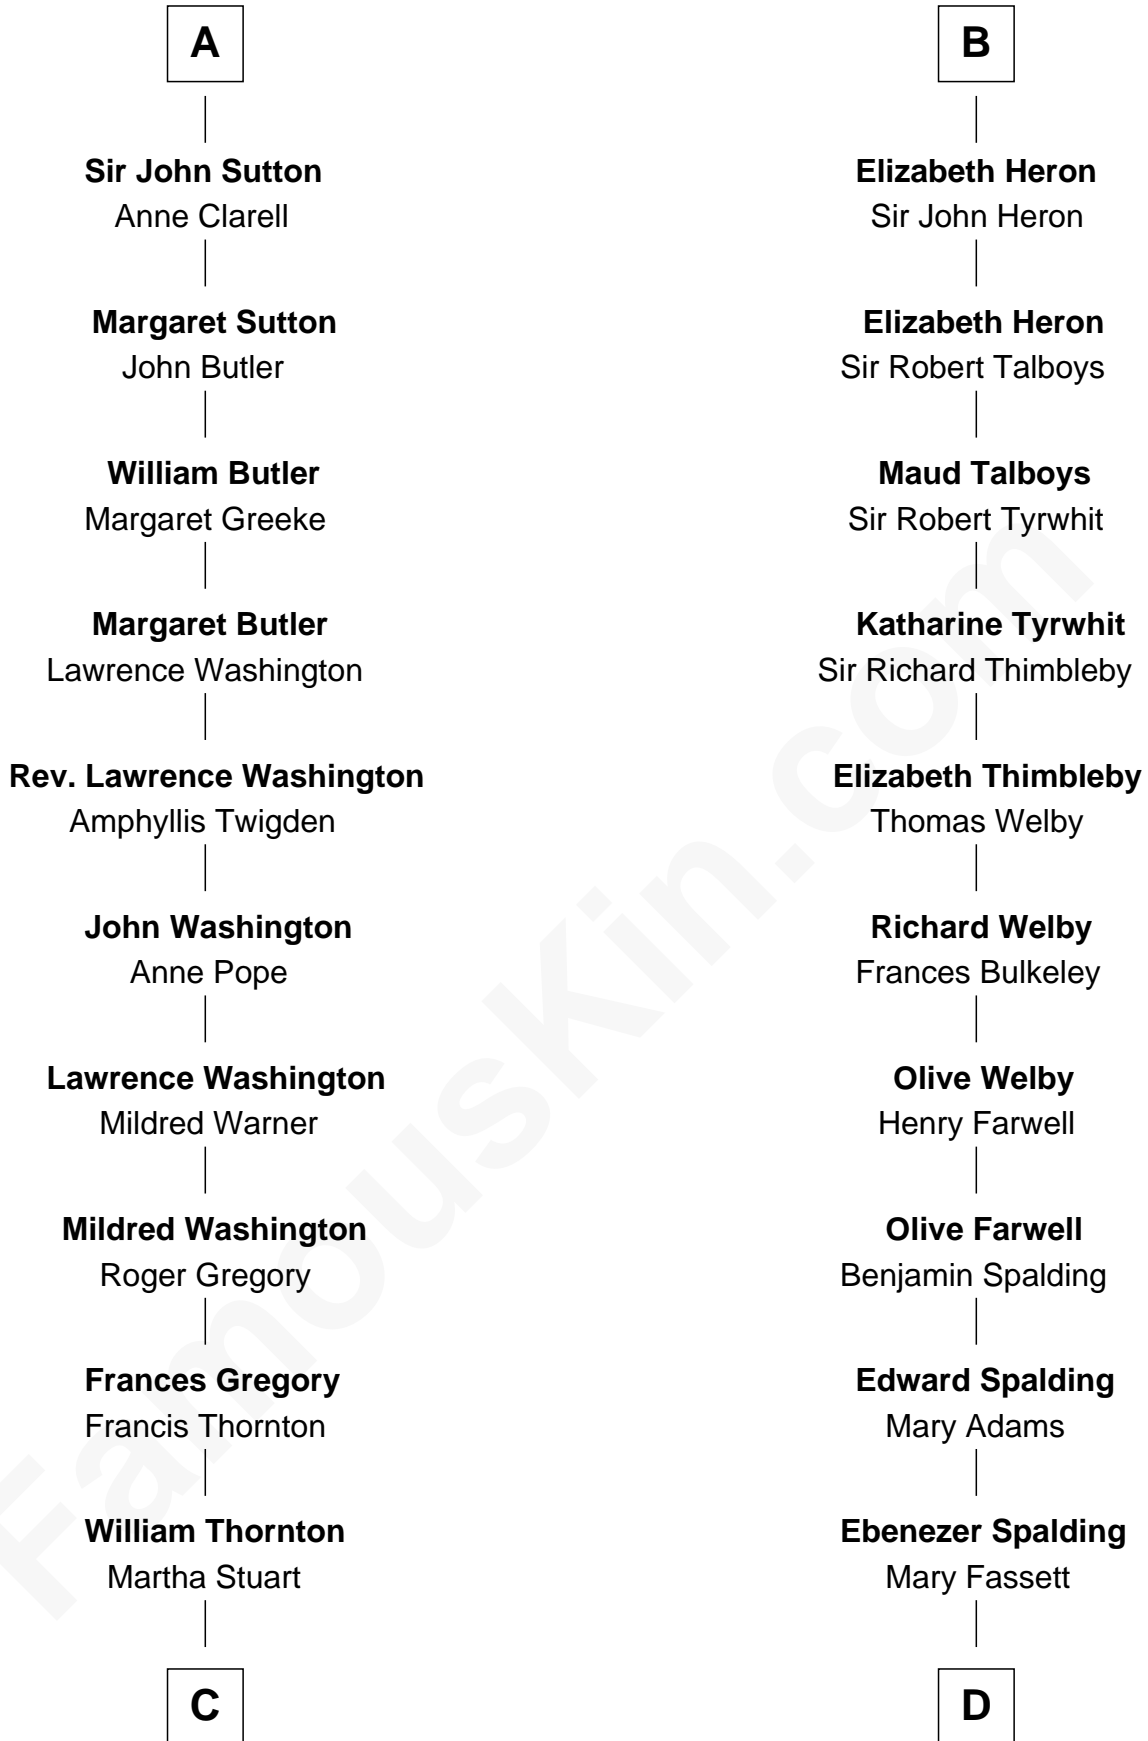 A
Sir John Sutton
Anne Clarell
Margaret Sutton
John Butler
William Butler
Margaret Greeke
Margaret Butler
Lawrence Washington
Rev. Lawrence Washington
Amphyllis Twigden
John Washington
Anne Pope
Lawrence Washington
Mildred Warner
Mildred Washington
Roger Gregory
Frances Gregory
Francis Thornton
William Thornton
Martha Stuart
C
B
Elizabeth Heron
Sir John Heron
Elizabeth Heron
Sir Robert Talboys
Maud Talboys
Sir Robert Tyrwhit
Katharine Tyrwhit
Sir Richard Thimbleby
Elizabeth Thimbleby
Thomas Welby
Richard Welby
Frances Bulkeley
Olive Welby
Henry Farwell
Olive Farwell
Benjamin Spalding
Edward Spalding
Mary Adams
Ebenezer Spalding
Mary Fassett
D
FamousKin.com